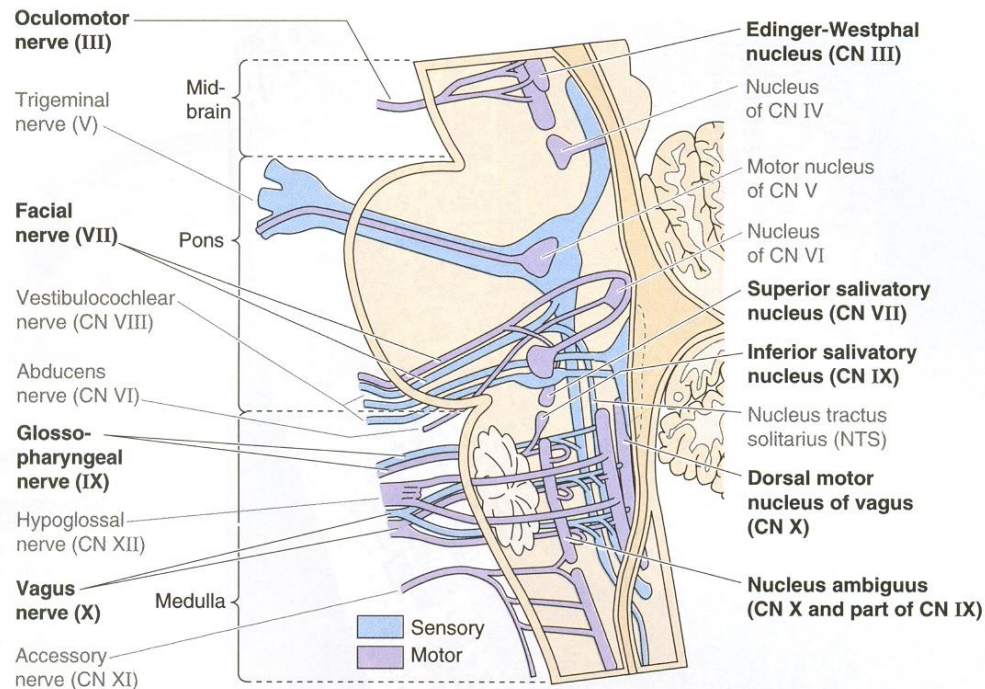 Oculomotor
nerve (III)
Trigeminal
nerve (V)
Facial
nerve (VII)
Vestibulocochlear
nerve (CN VIII)
Abducens
nerve (CN VI)
Glosso-
pharyngeal
nerve (IX)
Hypoglossal
nerve (CN XII)
Vagus
nerve (X)
Accessory
nerve (CN XI)
Mid-
brain
Pons
Medulla
Sensory
Motor
Edinger-Westphal
nucleus (CN III)
Nucleus
of CN IV
Motor nucleus
of CN V
Nucleus
of CN VI
Superior salivatory
nucleus (CN VII)
Inferior salivatory
nucleus (CN IX)
Nucleus tractus
solitarius (NTS)
Dorsal motor
nucleus of vagus
(CN X)
Nucleus ambiguus
(CN X and part of CN IX)